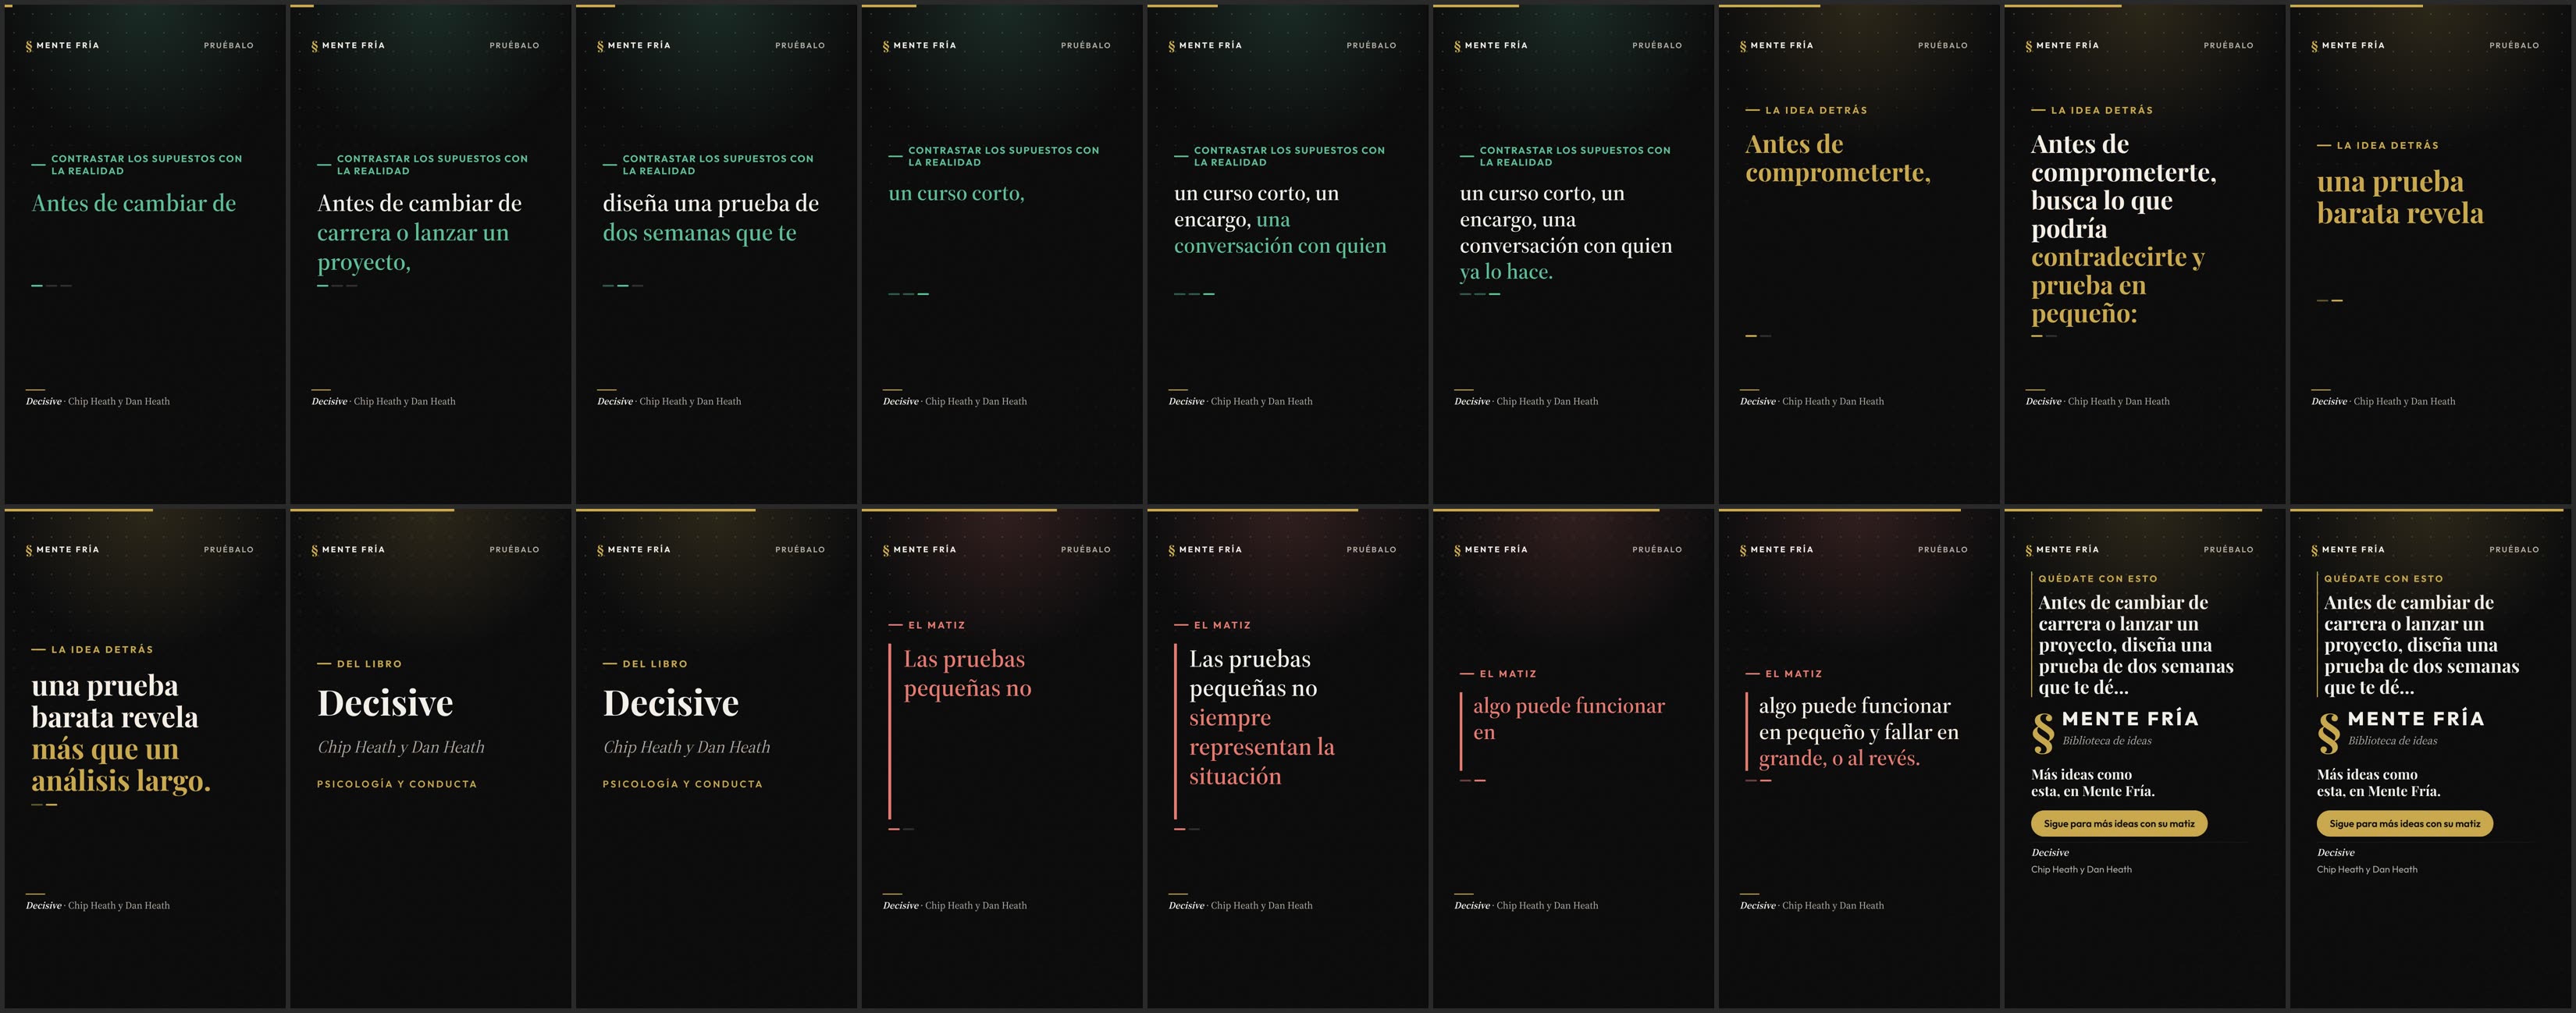 § MENTE FRÍA
PRUÉBALO
CONTRASTAR LOS SUPUESTOS CON
LA REALIDAD
Antes de cambiar de
Decisive · Chip Heath y Dan Heath
§ MENTE FRÍA
PRUÉBALO
CONTRASTAR LOS SUPUESTOS CON
LA REALIDAD
Antes de cambiar de
carrera o lanzar un
proyecto,
Decisive · Chip Heath y Dan Heath
§ MENTE FRÍA
PRUÉBALO
CONTRASTAR LOS SUPUESTOS CON
LA REALIDAD
diseña una prueba de
dos semanas que te
Decisive · Chip Heath y Dan Heath
§ MENTE FRÍA
PRUÉBALO
CONTRASTAR LOS SUPUESTOS CON
LA REALIDAD
un curso corto,
Decisive · Chip Heath y Dan Heath
§ MENTE FRÍA
PRUÉBALO
CONTRASTAR LOS SUPUESTOS CON
LA REALIDAD
un curso corto, un
encargo, una
conversación con quien
Decisive · Chip Heath y Dan Heath
§ MENTE FRÍA
PRUÉBALO
CONTRASTAR LOS SUPUESTOS CON
LA REALIDAD
un curso corto, un
encargo, una
conversación con quien
ya lo hace.
Decisive · Chip Heath y Dan Heath
§ MENTE FRÍA
PRUÉBALO
LA IDEA DETRÁS
Antes de
comprometerte,
Decisive · Chip Heath y Dan Heath
§ MENTE FRÍA
PRUÉBALO
LA IDEA DETRÁS
Antes de
comprometerte,
busca lo que
podría
contradecirte y
prueba en
pequeño:
Decisive · Chip Heath y Dan Heath
§ MENTE FRÍA
PRUÉBALO
LA IDEA DETRÁS
una prueba
barata revela
Decisive · Chip Heath y Dan Heath
§ MENTE FRÍA
PRUÉBALO
LA IDEA DETRÁS
una prueba
barata revela
más que un
análisis largo.
Decisive · Chip Heath y Dan Heath
§ MENTE FRÍA
PRUÉBALO
DEL LIBRO
Decisive
Chip Heath y Dan Heath
PSICOLOGÍA Y CONDUCTA
§ MENTE FRÍA
PRUÉBALO
DEL LIBRO
Decisive
Chip Heath y Dan Heath
PSICOLOGÍA Y CONDUCTA
§ MENTE FRÍA
PRUÉBALO
EL MATIZ
Las pruebas
pequeñas no
Decisive · Chip Heath y Dan Heath
§ MENTE FRÍA
PRUÉBALO
EL MATIZ
Las pruebas
pequeñas no
siempre
representan la
situación
Decisive · Chip Heath y Dan Heath
§ MENTE FRÍA
PRUÉBALO
EL MATIZ
algo puede funcionar
en
Decisive · Chip Heath y Dan Heath
§ MENTE FRÍA
PRUÉBALO
EL MATIZ
algo puede funcionar
en pequeño y fallar en
grande, o al revés.
Decisive · Chip Heath y Dan Heath
§ MENTE FRÍA
PRUÉBALO
QUÉDATE CON ESTO
Antes de cambiar de
carrera o lanzar un
proyecto, diseña una
prueba de dos semanas
que te dé...
§ MENTE FRÍA
Biblioteca de ideas
Más ideas como
esta, en Mente Fría.
Sigue para más ideas con su matiz
Decisive
Chip Heath y Dan Heath
§ MENTE FRÍA
PRUÉBALO
QUÉDATE CON ESTO
Antes de cambiar de
carrera o lanzar un
proyecto, diseña una
prueba de dos semanas
que te dé...
§ MENTE FRÍA
Biblioteca de ideas
Más ideas como
esta, en Mente Fría.
Sigue para más ideas con su matiz
Decisive
Chip Heath y Dan Heath